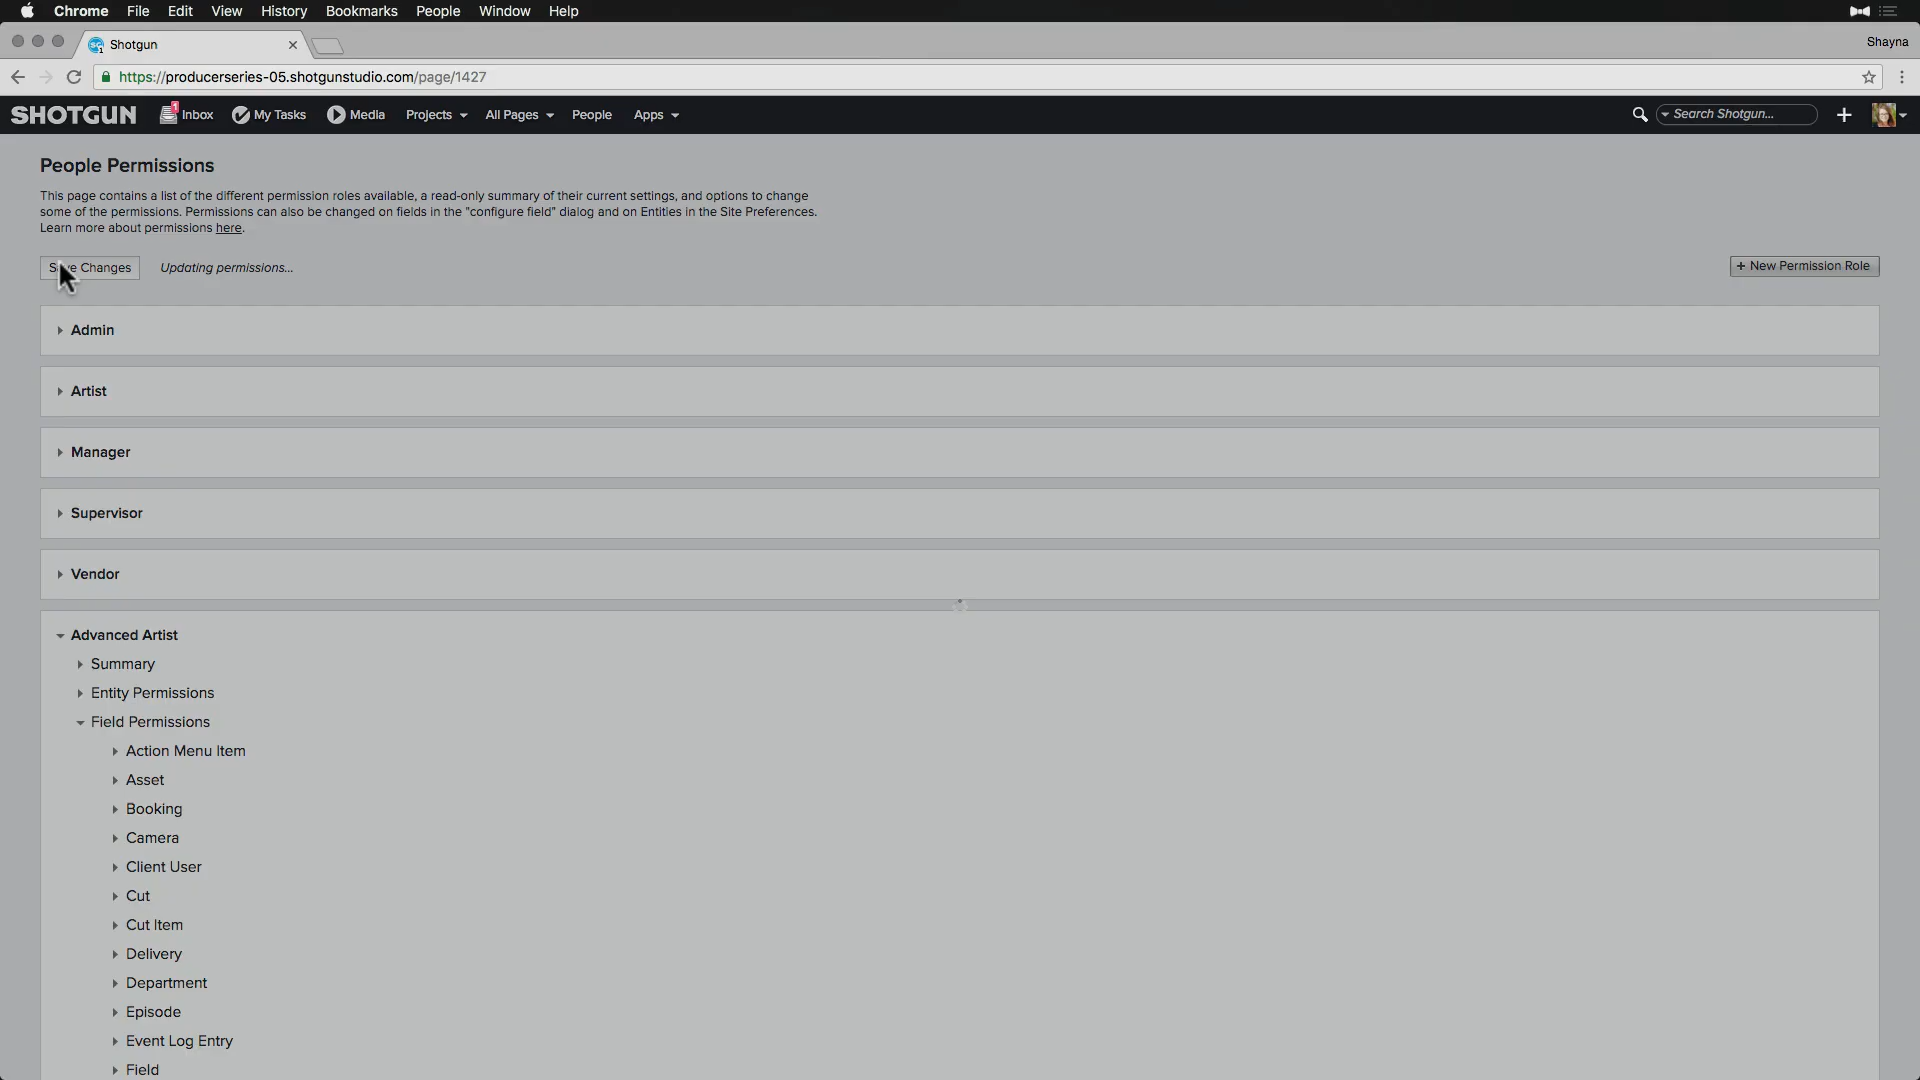 Chrome File Edit View History Bookmarks People Window Help
Shotgun
Shayna
https://producerseries-05.shotgunstudio.com/page/1427
SHOTGUN 1 Inbox My Tasks Media Projects All Pages People Apps Search Shotgun...
People Permissions
This page contains a list of the different permission roles available, a read-only summary of their current settings, and options to change
some of the permissions. Permissions can also be changed on fields in the "configure field" dialog and on Entities in the Site Preferences.
Learn more about permissions here.
Save Changes Updating permissions...
+ New Permission Role
Admin
Artist
Manager
Supervisor
Vendor
Advanced Artist
Summary
Entity Permissions
Field Permissions
Action Menu Item
Asset
Booking
Camera
Client User
Cut
Cut Item
Delivery
Department
Episode
Event Log Entry
Field